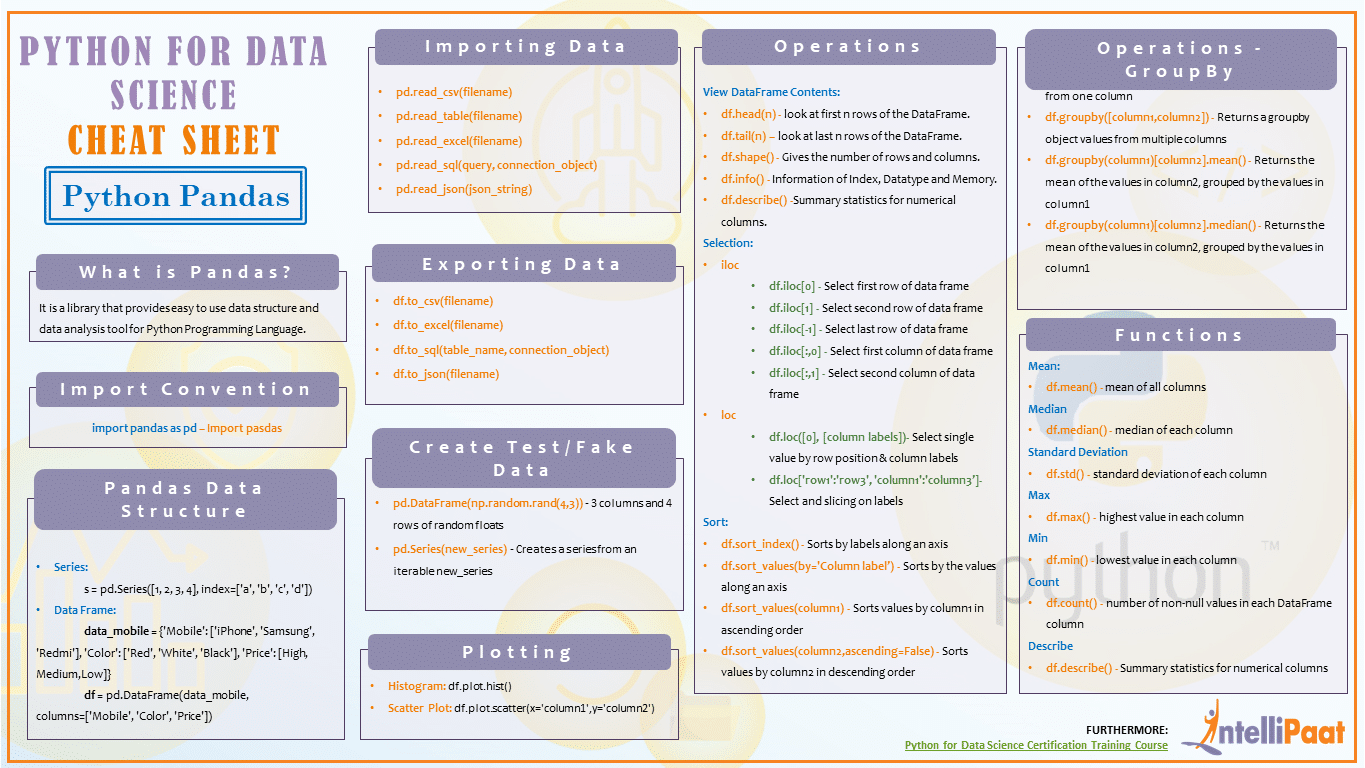 PYTHON FOR DATA
SCIENCE
CHEAT SHEET
Python Pandas
What is Pandas?
It is a library that provides easy to use data structure and
data analysis tool for Python Programming Language.
Import Convention
import pandas as pd – Import pasdas
Pandas Data
Structure
• Series:
s = pd.Series([1, 2, 3, 4], index=['a', 'b', 'c', 'd'])
• Data Frame:
data_mobile = {'Mobile': ['iPhone', 'Samsung',
'Redmi'], 'Color': ['Red', 'White', 'Black'], 'Price': [High,
Medium,Low]}
df = pd.DataFrame(data_mobile,
columns=['Mobile', 'Color', 'Price'])
Importing Data
• pd.read_csv(filename)
• pd.read_table(filename)
• pd.read_excel(filename)
• pd.read_sql(query, connection_object)
• pd.read_json(json_string)
Exporting Data
• df.to_csv(filename)
• df.to_excel(filename)
• df.to_sql(table_name, connection_object)
• df.to_json(filename)
Create Test/Fake
Data
• pd.DataFrame(np.random.rand(4,3)) - 3 columns and 4
rows of random floats
• pd.Series(new_series) - Creates a series from an
iterable new_series
Plotting
• Histogram: df.plot.hist()
• Scatter Plot: df.plot.scatter(x='column1',y='column2')
Operations
View DataFrame Contents:
• df.head(n) - look at first n rows of the DataFrame.
• df.tail(n) – look at last n rows of the DataFrame.
• df.shape() - Gives the number of rows and columns.
• df.info() - Information of Index, Datatype and Memory.
• df.describe() -Summary statistics for numerical
columns.
Selection:
• iloc
• df.iloc[0] - Select first row of data frame
• df.iloc[1] - Select second row of data frame
• df.iloc[-1] - Select last row of data frame
• df.iloc[:,0] - Select first column of data frame
• df.iloc[:,1] - Select second column of data
frame
• loc
• df.loc([0], [column labels])- Select single
value by row position & column labels
• df.loc['row1':'row3', 'column1':'column3']-
Select and slicing on labels
Sort:
• df.sort_index() - Sorts by labels along an axis
• df.sort_values(by='Column label') - Sorts by the values
along an axis
• df.sort_values(column1) - Sorts values by column1 in
ascending order
• df.sort_values(column2,ascending=False) - Sorts
values by column2 in descending order
Operations -
GroupBy
from one column
• df.groupby([column1,column2]) - Returns a groupby
object values from multiple columns
• df.groupby(column1)[column2].mean() - Returns the
mean of the values in column2, grouped by the values in
column1
• df.groupby(column1)[column2].median() - Returns the
mean of the values in column2, grouped by the values in
column1
Functions
Mean:
• df.mean() - mean of all columns
Median
• df.median() - median of each column
Standard Deviation
• df.std() - standard deviation of each column
Max
• df.max() - highest value in each column
Min
• df.min() - lowest value in each column
Count
• df.count() - number of non-null values in each DataFrame
column
Describe
• df.describe() - Summary statistics for numerical columns
python ™
FURTHERMORE:
Python for Data Science Certification Training Course
IntelliPaat